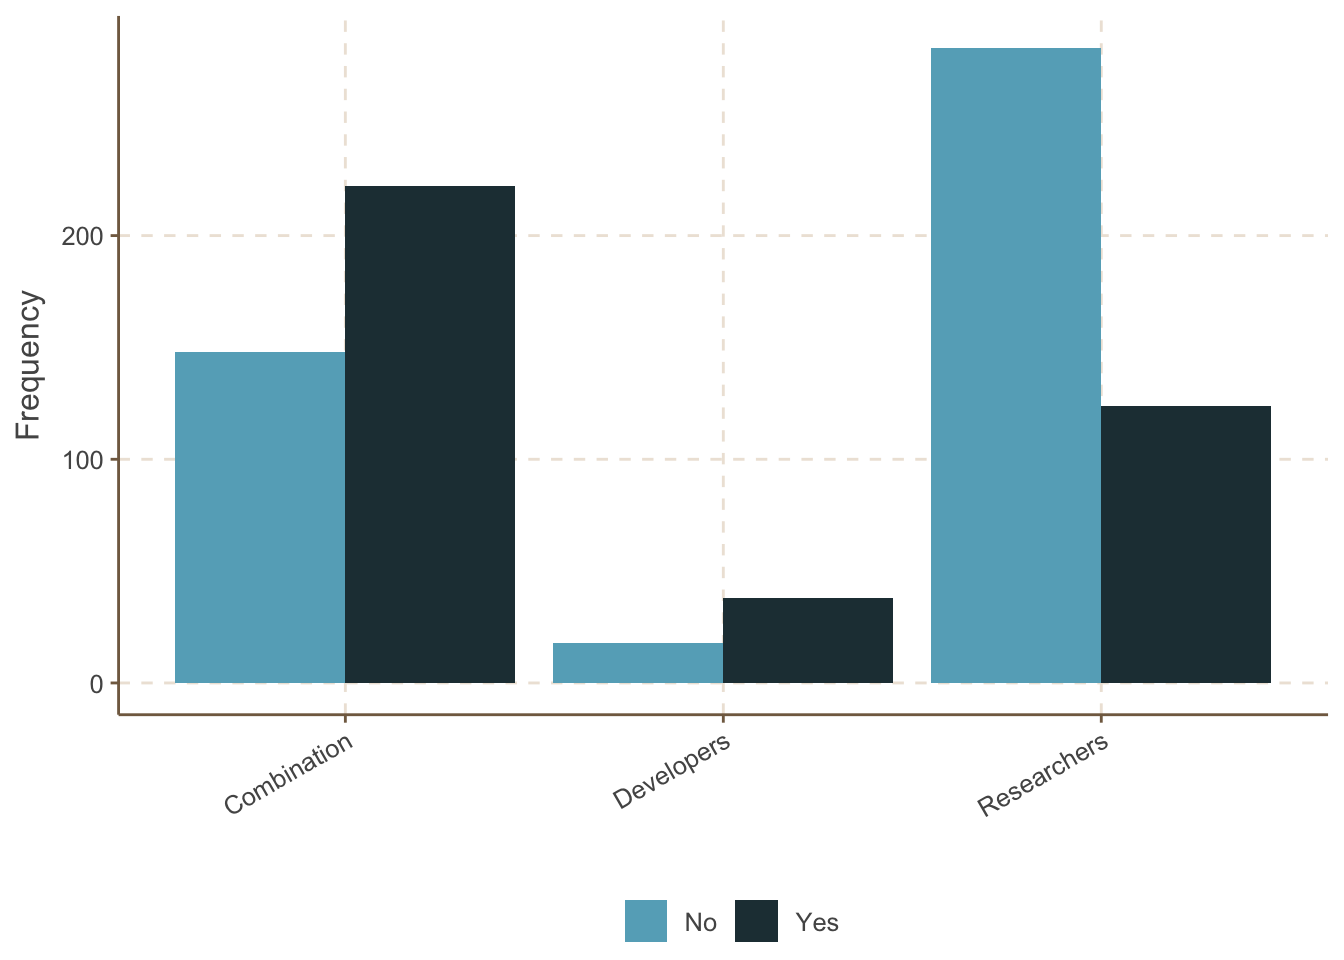 Frequency
200
100
0
Combination
Developers
Researchers
No
Yes